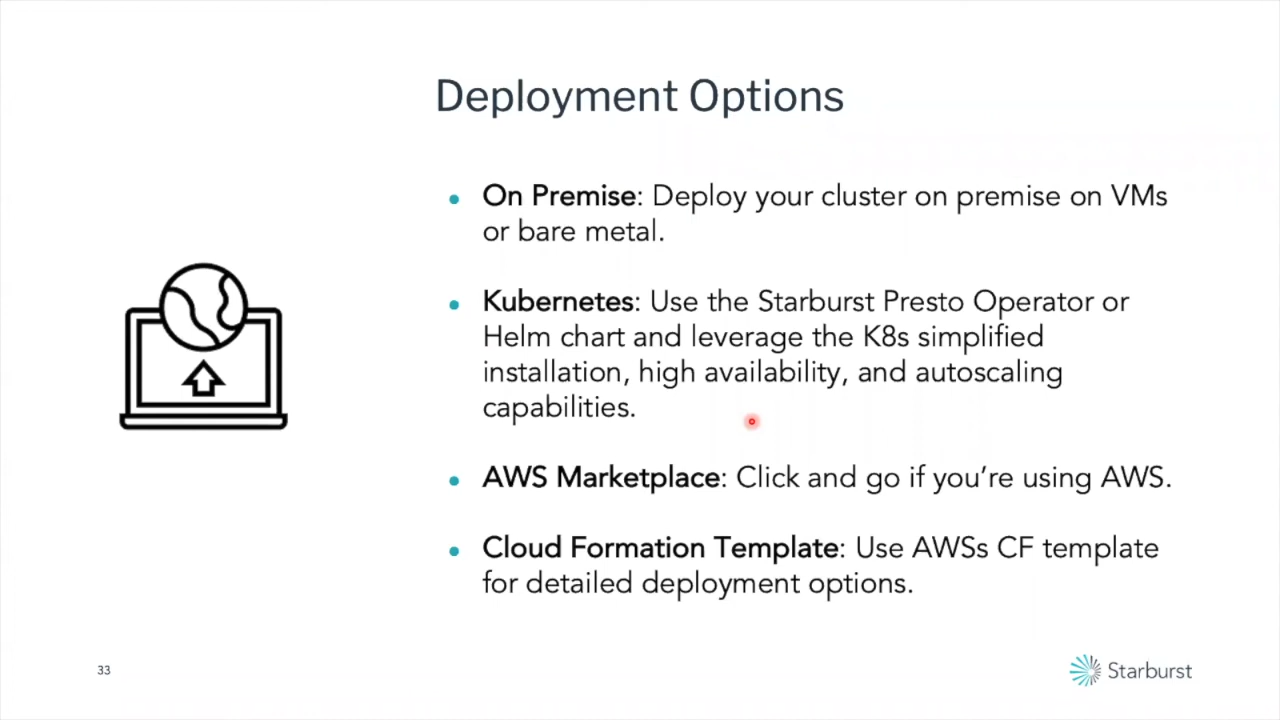 Deployment Options
• On Premise: Deploy your cluster on premise on VMs
or bare metal.
• Kubernetes: Use the Starburst Presto Operator or
Helm chart and leverage the K8s simplified
installation, high availability, and autoscaling
capabilities.
• AWS Marketplace: Click and go if you’re using AWS.
• Cloud Formation Template: Use AWSs CF template
for detailed deployment options.
33
Starburst